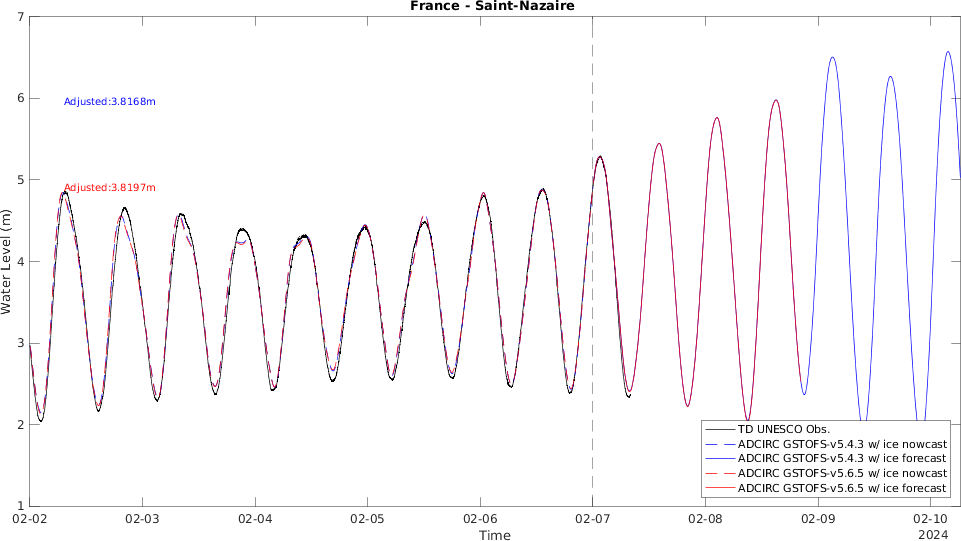 France - Saint-Nazaire
7
6
5
4
3
2
1
Water Level (m)
Adjusted:3.8168m
Adjusted:3.8197m
TD UNESCO Obs.
ADCIRC GSTOFS-v5.4.3 w/ ice nowcast
ADCIRC GSTOFS-v5.4.3 w/ ice forecast
ADCIRC GSTOFS-v5.6.5 w/ ice nowcast
ADCIRC GSTOFS-v5.6.5 w/ ice forecast
02-02 02-03 02-04 02-05 02-06 02-07 02-08 02-09 02-10
Time
2024